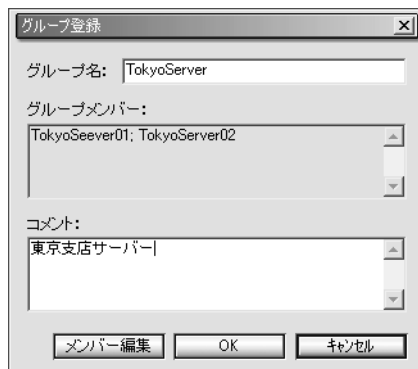 グループ登録
グループ名: TokyoServer
グループメンバー:
TokyoSeever01; TokyoServer02
コメント:
東京支店サーバー
メンバー編集 OK キャンセル